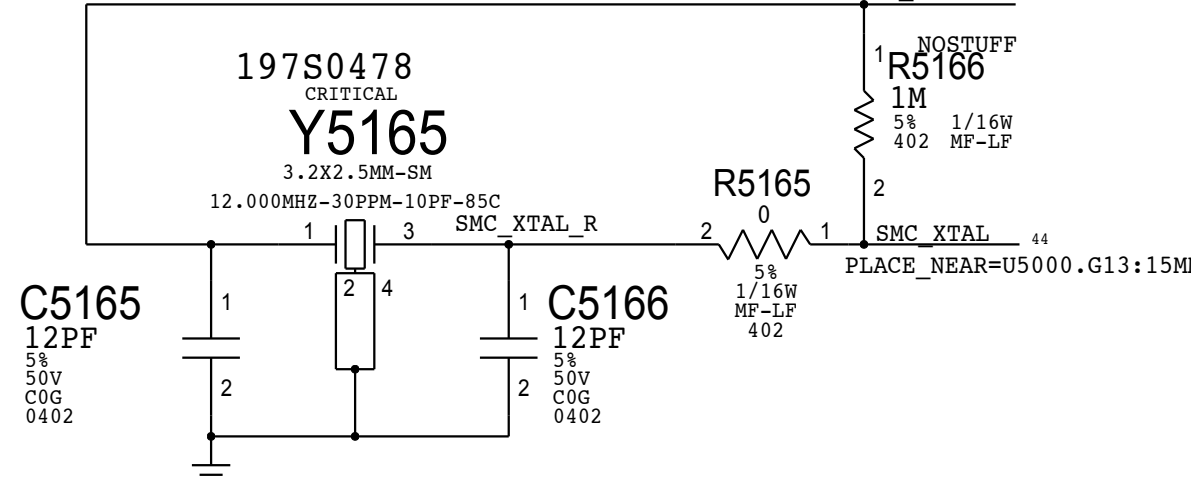 NOSTUFF
1
R5166
1M
5% 1/16W
402 MF-LF
2
197S0478
CRITICAL
Y5165
3.2X2.5MM-SM
12.000MHZ-30PPM-10PF-85C
1
3
SMC_XTAL_R
2 4
R5165
0
2
1
5%
1/16W
MF-LF
402
SMC_XTAL
44
PLACE_NEAR=U5000.G13:15M
C5165
12PF
5%
50V
C0G
0402
1
2
C5166
12PF
5%
50V
C0G
0402
1
2